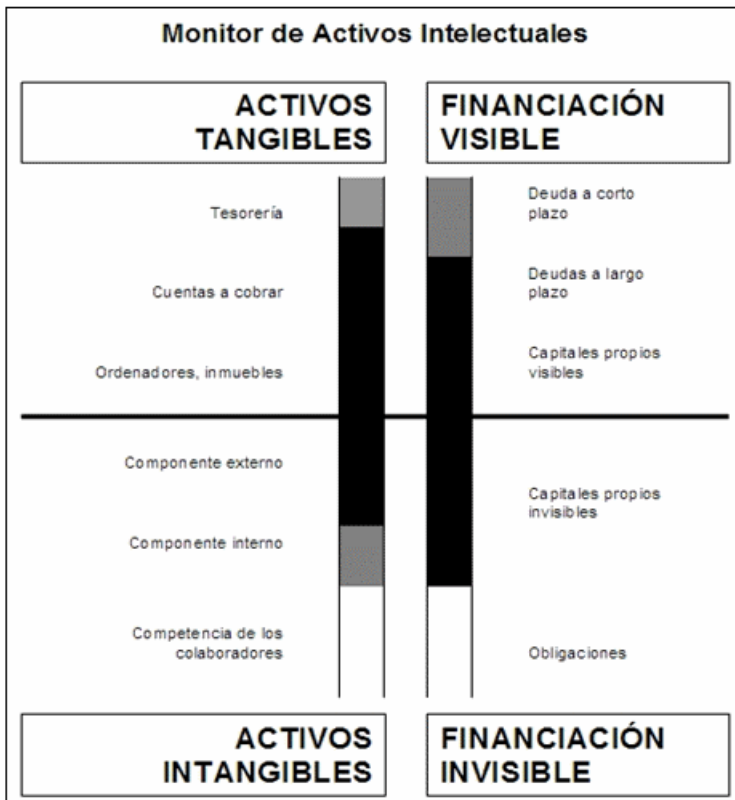 Monitor de Activos Intelectuales
ACTIVOS
TANGIBLES
FINANCIACIÓN
VISIBLE
Tesorería
Cuentas a cobrar
Ordenadores, inmuebles
Deuda a corto
plazo
Deudas a largo
plazo
Capitales propios
visibles
Componente externo
Componente interno
Competencia de los
colaboradores
Capitales propios
invisibles
Obligaciones
ACTIVOS
INTANGIBLES
FINANCIACIÓN
INVISIBLE